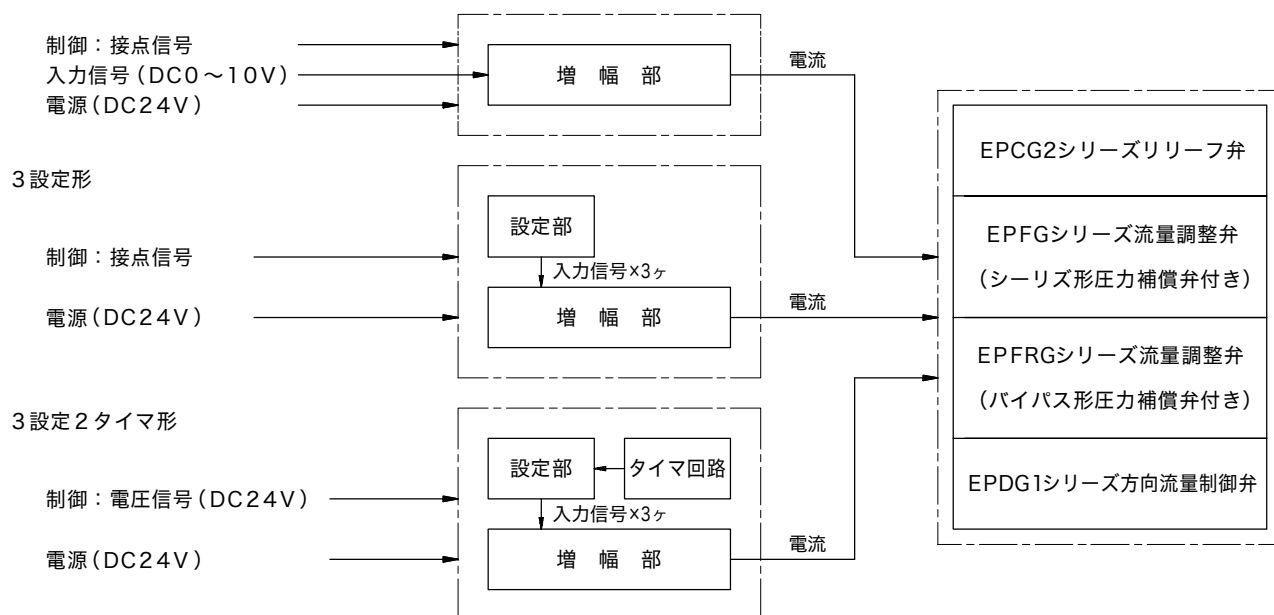 制御：接点信号
入力信号（DC0～10V）
電源（DC24V）
増 幅 部
電流
3設定形
制御：接点信号
電源（DC24V）
設定部
入力信号×3ヶ
増 幅 部
電流
3設定2タイマ形
制御：電圧信号（DC24V）
電源（DC24V）
設定部
タイマ回路
入力信号×3ヶ
増 幅 部
電流
EPCG2シリーズリリーフ弁
EPFGシリーズ流量調整弁
（シーリズ形圧力補償弁付き）
EPFRGシリーズ流量調整弁
（バイパス形圧力補償弁付き）
EPDG1シリーズ方向流量制御弁